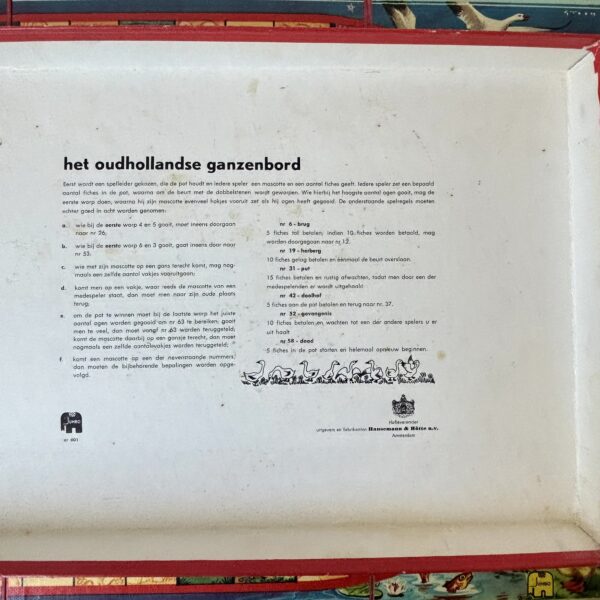 het oudhollandse ganzenbord
Eerst wordt een spelleider gekozen, die de pot houdt en iedere speler een mascotte en een aantal fiches geeft. Iedere speler zet een bepaald
aantal fiches in de pot, waarna om de beurt met de dobbelstenen wordt geworpen. Wie hierbij het hoogste aantal ogen gooit, mag de
eerste worp doen, waarna hij zijn mascotte evenveel hokjes vooruit zet als hij ogen heeft gegooid. De onderstaande spelregels moeten
echter goed in acht worden genomen:
a. wie bij de eerste worp 4 en 5 gooit, moet ineens doorgaan
naar nr 26;
b. wie bij de eerste worp 6 en 3 gooit, gaat ineens door naar
nr 53;
c. wie met zijn mascotte op een gans terecht komt, mag nog-
maals een zelfde aantal vakjes vooruitgaan;
d. komt men op een vakje, waar reeds de mascotte van een
medespeler staat, dan moet men naar zijn oude plaats
terug;
e. om de pot te winnen moet bij de laatste worp het juiste
aantal ogen worden gegooid om nr 63 te bereiken; gooit
men te veel, dan moet vanaf nr 63 worden teruggeteld;
komt de mascotte daarbij op een gansje terecht, dan moet
nogmaals een zelfde aantal vakjes worden teruggeteld;
f. komt een mascotte op een der nevenstaande nummers,
dan moeten de bijbehorende bepalingen worden opge-
volgd.
nr 6 - brug
5 fiches tot betalen; indien 10 fiches worden betaald, mag
worden doorgegaan naar nr 12.
nr 19 - herberg
10 fiches gelag betalen en éénmaal de beurt overslaan.
nr 31 - put
15 fiches betalen en rustig afwachten, totdat men door een der
medespelenden er wordt uitgehaald.
nr 42 - doolhof
5 fiches aan de pot betalen en terug naar nr. 37.
nr 52 - gevangenis
10 fiches betalen en wachten tot een der andere spelers u er
uit haalt
nr 58 - dood
5 fiches in de pot storten en helemaal opnieuw beginnen.
JUMBO
nr 601
Hofleverancier
uitgevers en fabrikanten Hausemann & Hötte n.v.
Amsterdam
JUMBO